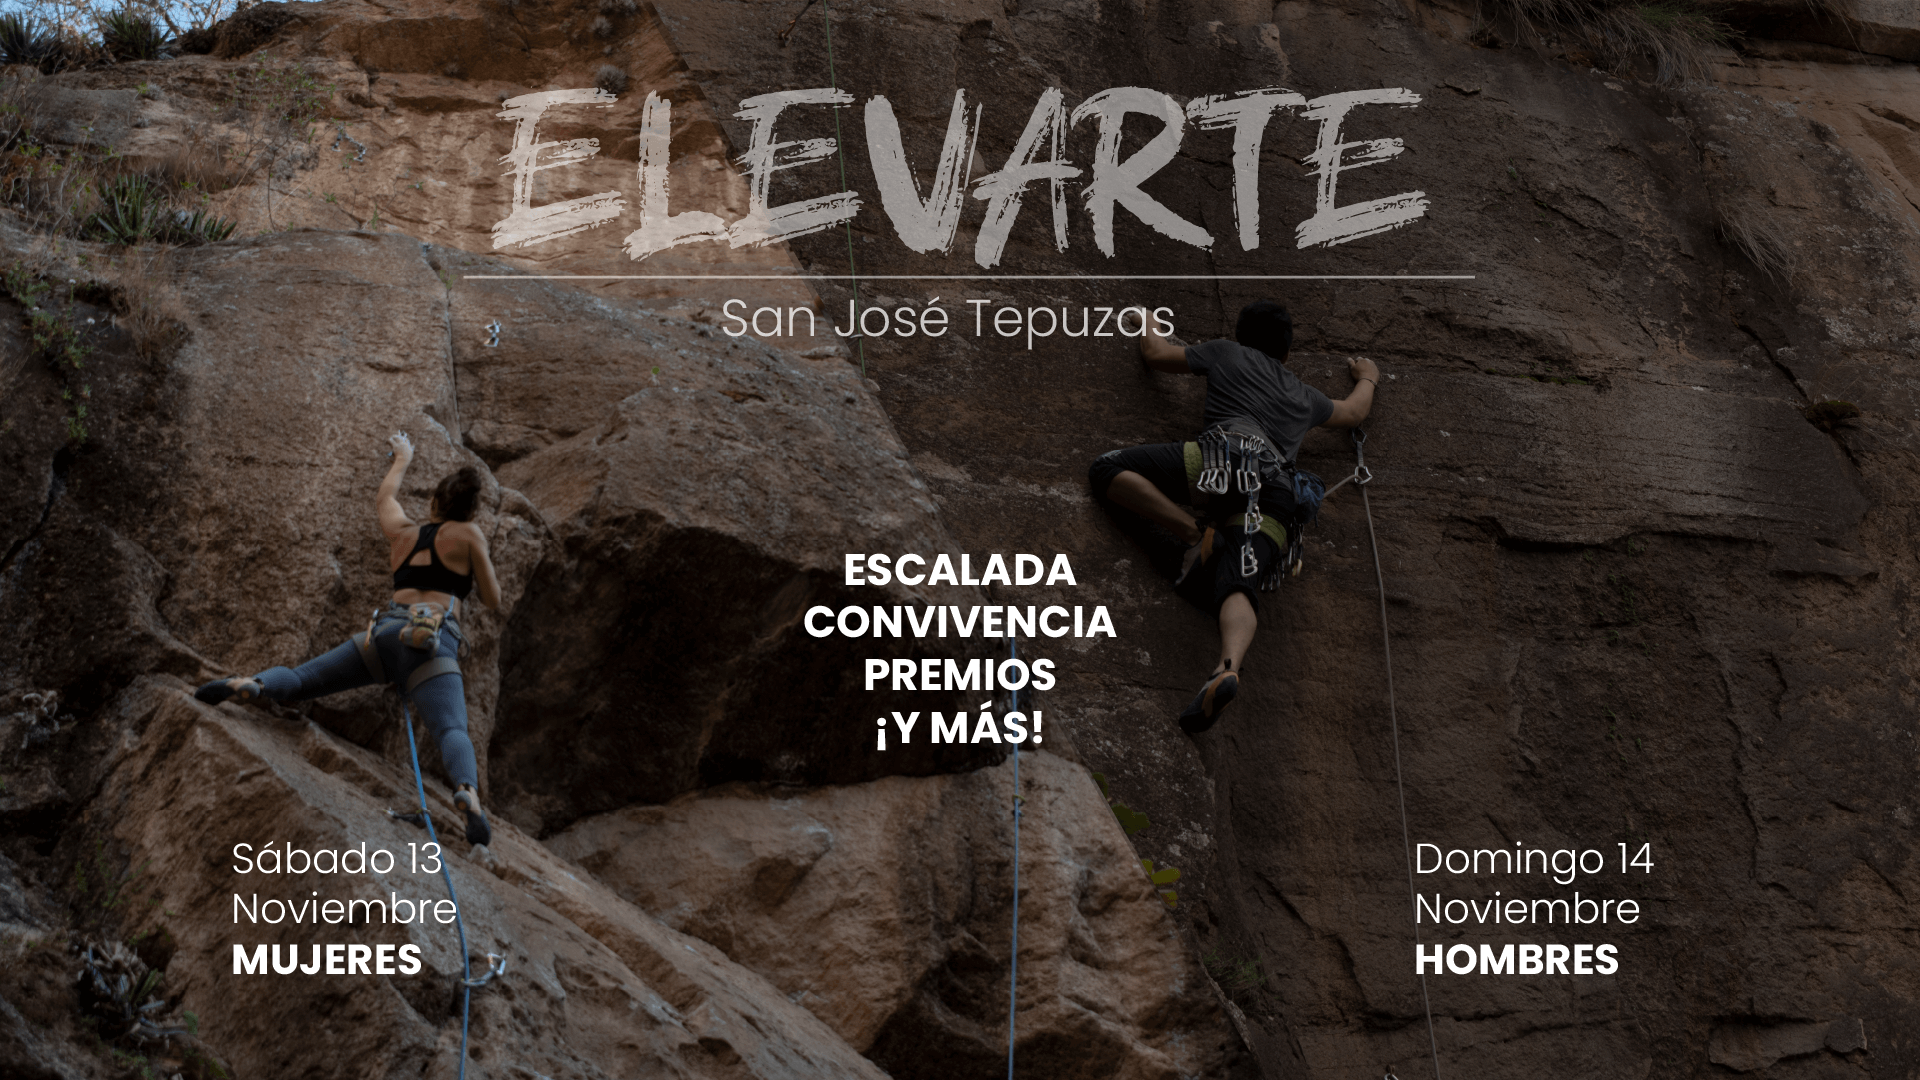 ELEVARTE
San José Tepuzas
ESCALADA
CONVIVENCIA
PREMIOS
¡Y MÁS!
Sábado 13
Noviembre
MUJERES
Domingo 14
Noviembre
HOMBRES